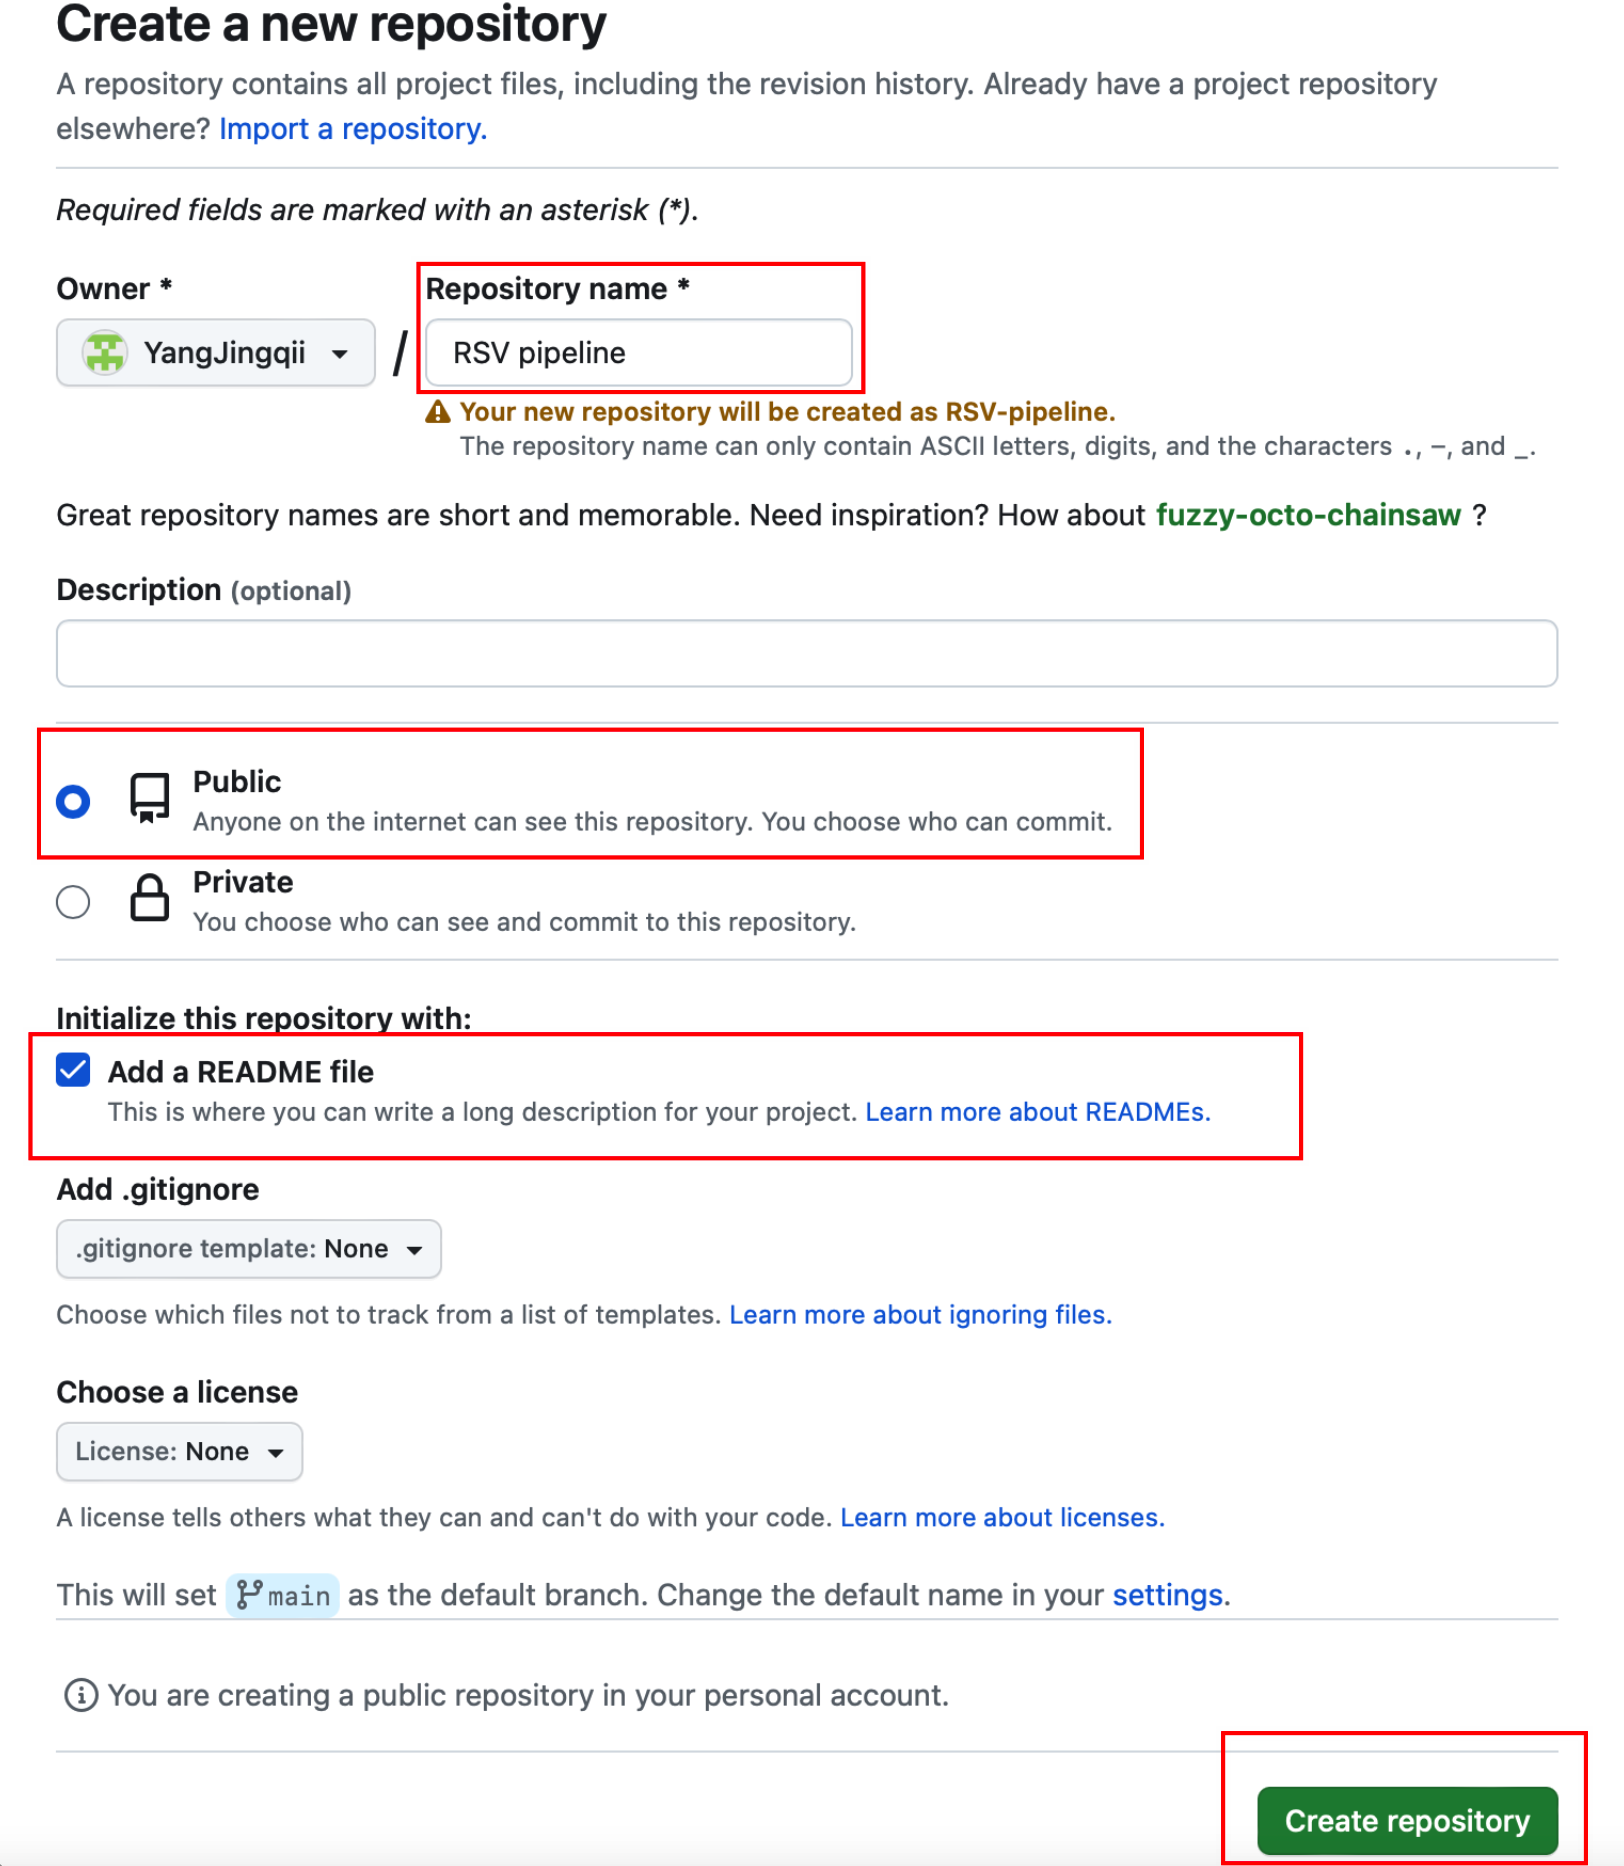 Create a new repository
A repository contains all project files, including the revision history. Already have a project repository
elsewhere? Import a repository.
Required fields are marked with an asterisk (*).
Owner *
Repository name *
YangJingqii
/
RSV pipeline
Your new repository will be created as RSV-pipeline.
The repository name can only contain ASCII letters, digits, and the characters ., –, and _.
Great repository names are short and memorable. Need inspiration? How about fuzzy-octo-chainsaw ?
Description (optional)
Public
Anyone on the internet can see this repository. You choose who can commit.
Private
You choose who can see and commit to this repository.
Initialize this repository with:
Add a README file
This is where you can write a long description for your project. Learn more about READMEs.
Add .gitignore
.gitignore template: None
Choose which files not to track from a list of templates. Learn more about ignoring files.
Choose a license
License: None
A license tells others what they can and can't do with your code. Learn more about licenses.
This will set main as the default branch. Change the default name in your settings.
You are creating a public repository in your personal account.
Create repository